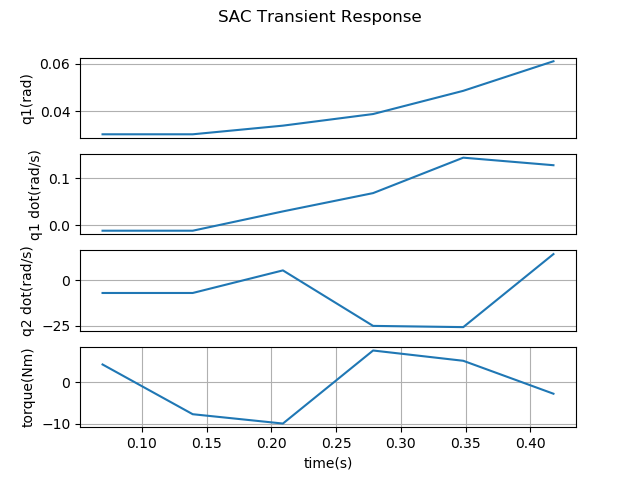 SAC Transient Response
0.06
0.04
q1(rad)
0.1
0.0
q1 dot(rad/s)
0
−25
q2 dot(rad/s)
0
−10
torque(Nm)
0.10 0.15 0.20 0.25 0.30 0.35 0.40
time(s)